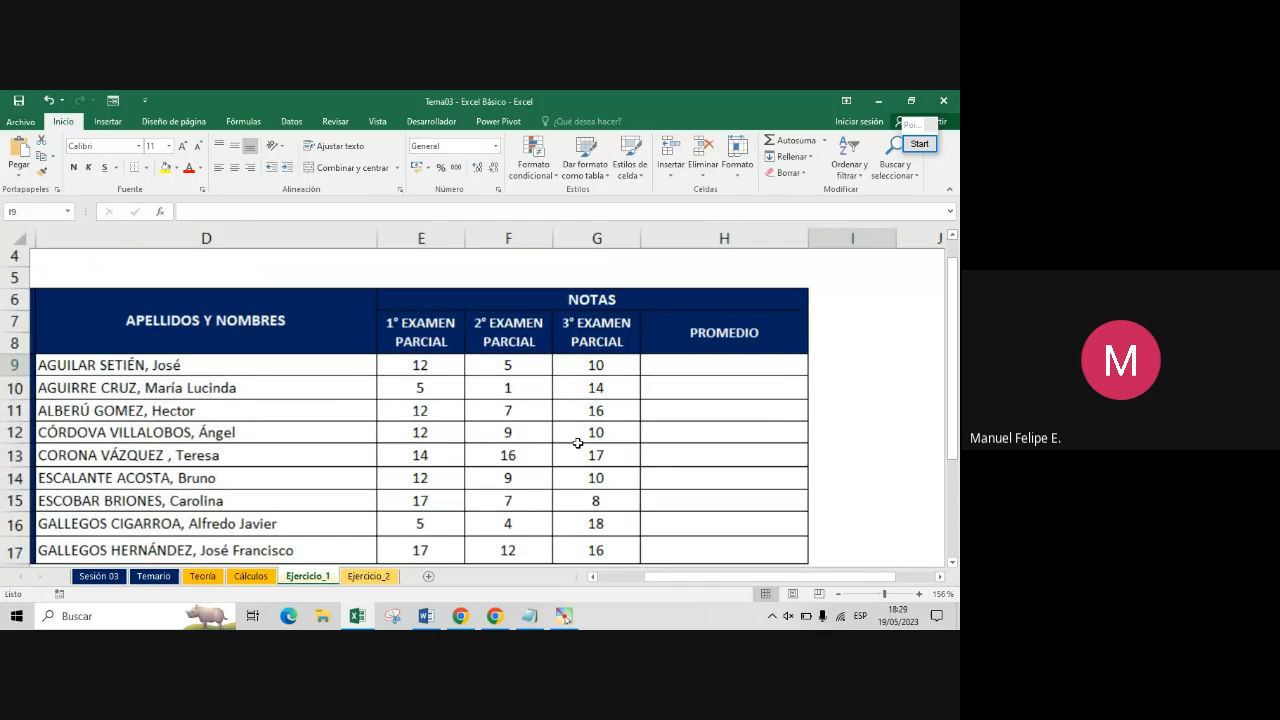 Tema03 - Excel Básico - Excel
Archivo Inicio Insertar Diseño de página Fórmulas Datos Revisar Vista Desarrollador Power Pivot ¿Qué desea hacer? Iniciar sesión
Poi...
Start
Pegar
Calibri 11
N K S
Ajustar texto
Combinar y centrar
General
% 000
Formato condicional
Dar formato como tabla
Estilos de celda
Insertar Eliminar Formato
Autosuma
Rellenar
Borrar
Ordenar y filtrar
Buscar y seleccionar
Portapapeles Fuente Alineación Número Estilos Celdas Modificar
I9 fx
D E F G H I J
4
5
6 NOTAS
APELLIDOS Y NOMBRES
7 1° EXAMEN 2° EXAMEN 3° EXAMEN PROMEDIO
8 PARCIAL PARCIAL PARCIAL
9 AGUILAR SETIÉN, José 12 5 10
10 AGUIRRE CRUZ, María Lucinda 5 1 14
11 ALBERÚ GOMEZ, Hector 12 7 16
12 CÓRDOVA VILLALOBOS, Ángel 12 9 10
13 CORONA VÁZQUEZ , Teresa 14 16 17
14 ESCALANTE ACOSTA, Bruno 12 9 10
15 ESCOBAR BRIONES, Carolina 17 7 8
16 GALLEGOS CIGARROA, Alfredo Javier 5 4 18
17 GALLEGOS HERNÁNDEZ, José Francisco 17 12 16
Sesión 03 Temario Teoría Cálculos Ejercicio_1 Ejercicio_2
Listo 156 %
Buscar
ESP
18:29
19/05/2023
M
Manuel Felipe E.